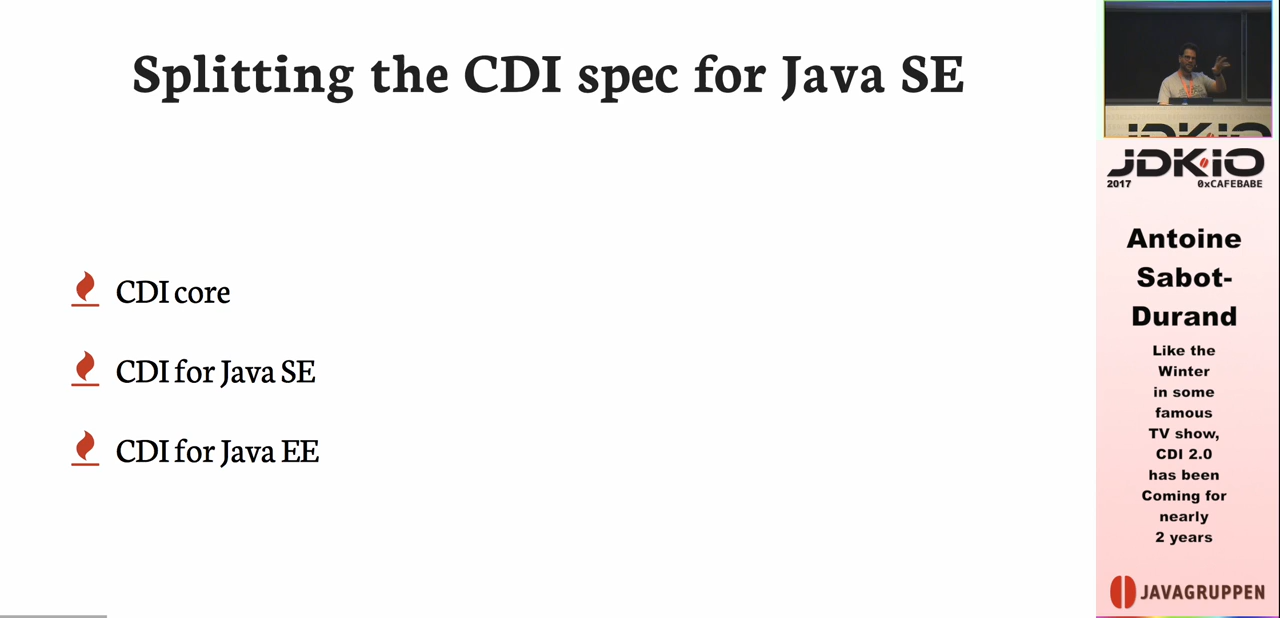 Splitting the CDI spec for Java SE
CDI core
CDI for Java SE
CDI for Java EE
JDK.IO
JDK.IO
2017 0xCAFEBABE
Antoine
Sabot-
Durand
Like the
Winter
in some
famous
TV show,
CDI 2.0
has been
Coming for
nearly
2 years
JAVAGRUPPEN